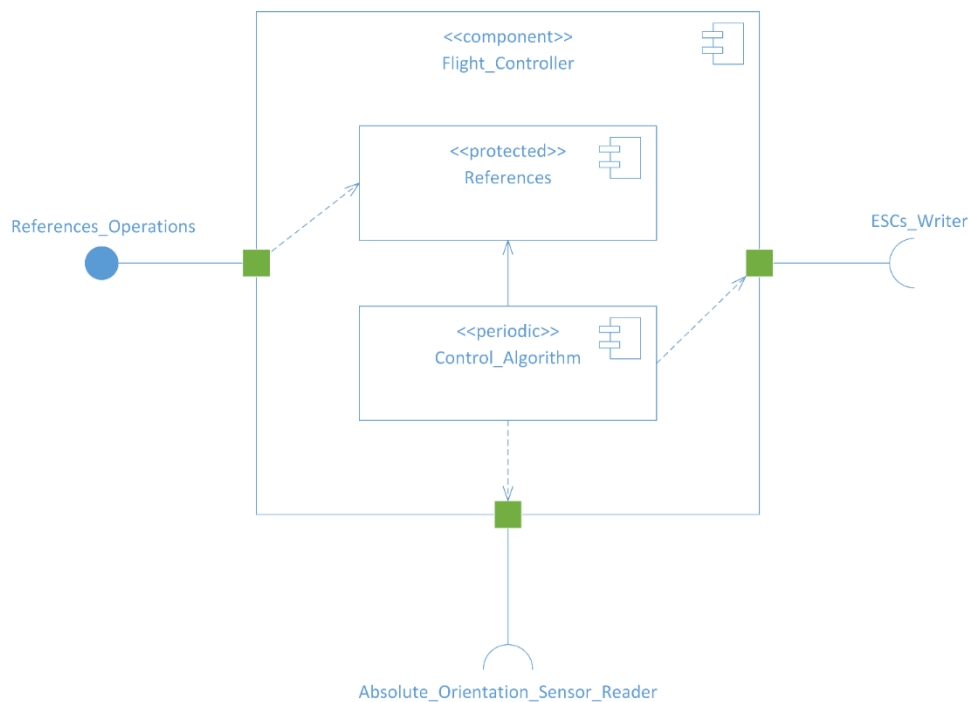 <<component>>
Flight_Controller
<<protected>>
References
References_Operations
ESCs_Writer
<<periodic>>
Control_Algorithm
Absolute_Orientation_Sensor_Reader